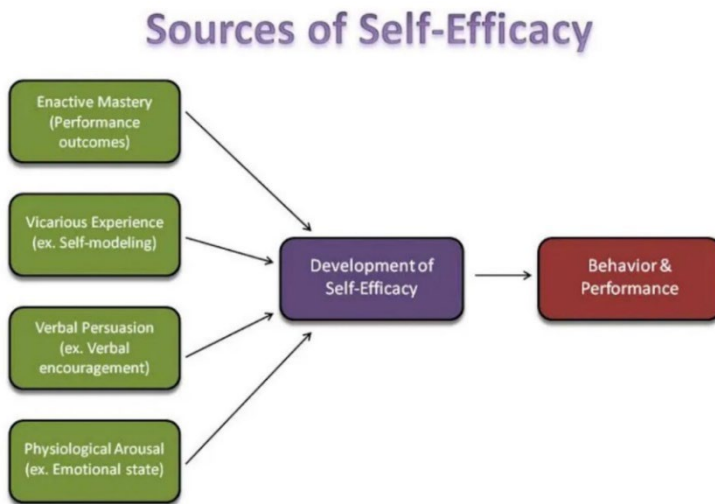 Sources of Self-Efficacy
Enactive Mastery
(Performance
outcomes)
Vicarious Experience
(ex. Self-modeling)
Verbal Persuasion
(ex. Verbal
encouragement)
Physiological Arousal
(ex. Emotional state)
Development of
Self-Efficacy
Behavior &
Performance